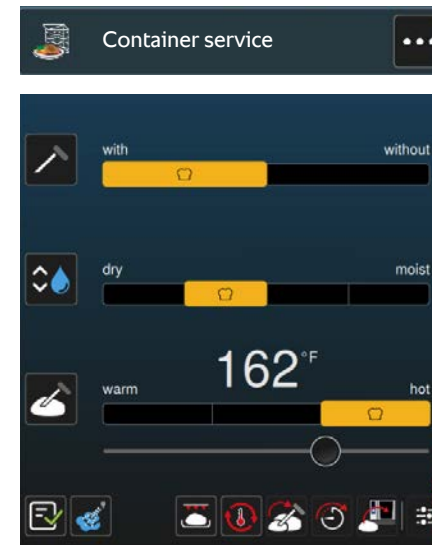 Container service
with without
dry moist
162°F
warm hot